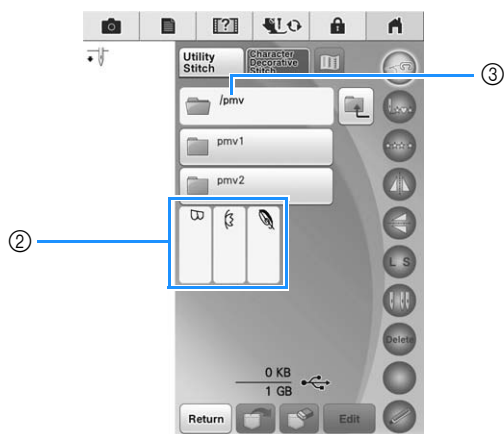 Utility
Stitch
Character
Decorative
Stitch
③
/pmv
pmv1
pmv2
②
L S
Delete
0 KB
1 GB
Return
Edit